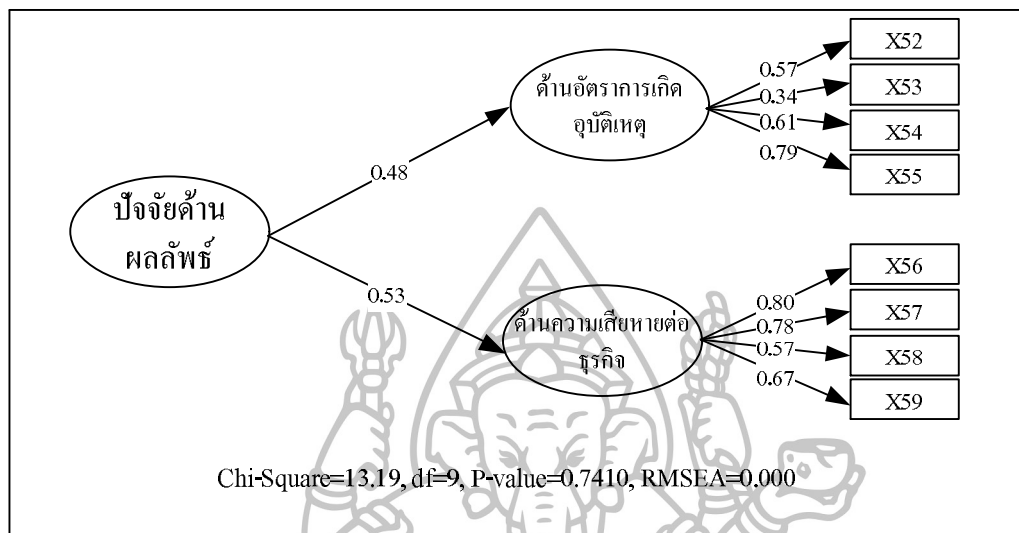 X52
0.57
ด้านอัตราการเกิด
อุบัติเหตุ
0.34
X53
0.61
X54
0.79
X55
0.48
ปัจจัยด้าน
ผลลัพธ์
0.53
X56
0.80
ด้านความเสียหายต่อ
ธุรกิจ
0.78
X57
0.57
X58
0.67
X59
Chi-Square=13.19, df=9, P-value=0.7410, RMSEA=0.000